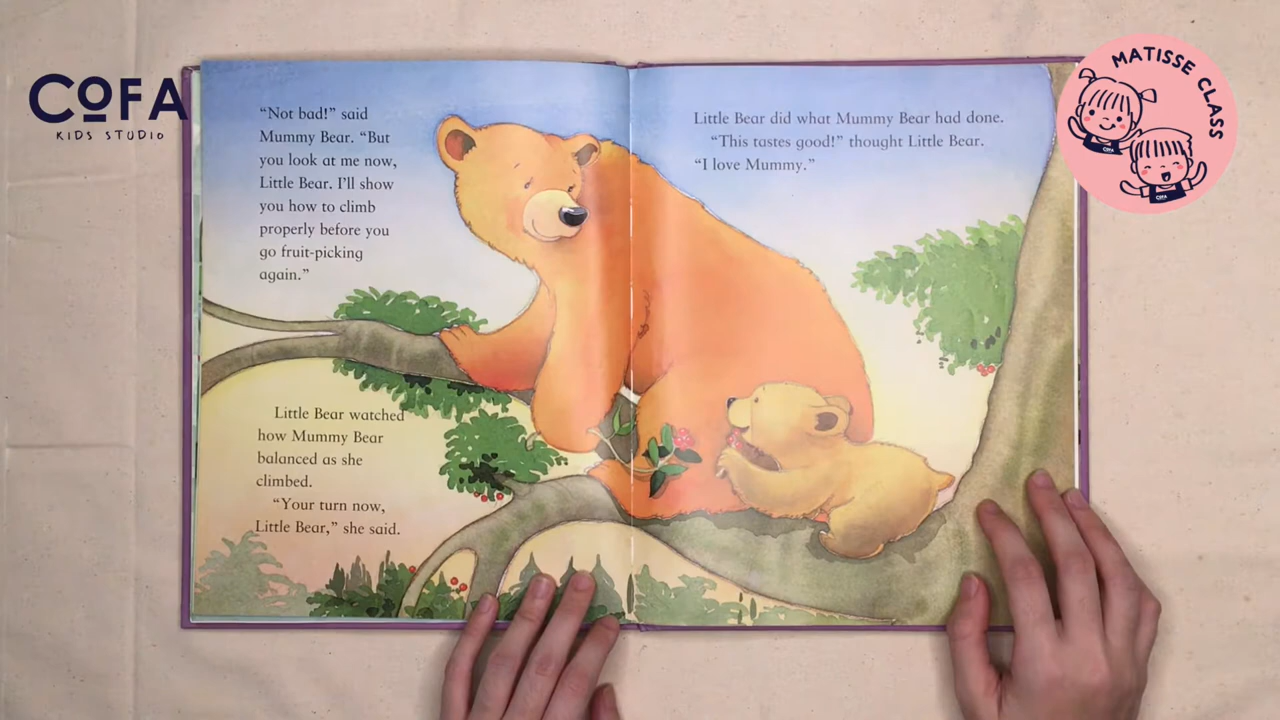 COFA
KIDS STUDIO
“Not bad!” said
Mummy Bear. “But
you look at me now,
Little Bear. I’ll show
you how to climb
properly before you
go fruit-picking
again.”
Little Bear watched
how Mummy Bear
balanced as she
climbed.
“Your turn now,
Little Bear,” she said.
Little Bear did what Mummy Bear had done.
“This tastes good!” thought Little Bear.
“I love Mummy.”
MATISSE CLASS
COFA
COFA